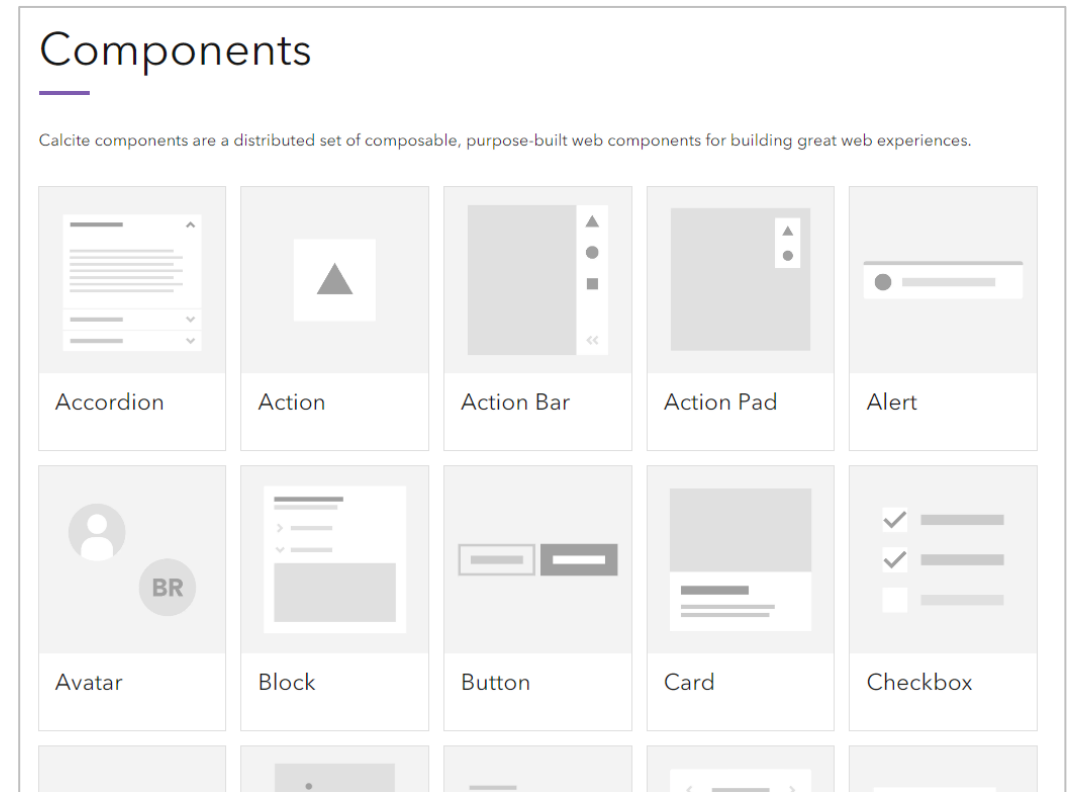 Components
Calcite components are a distributed set of composable, purpose-built web components for building great web experiences.
Accordion
Action
Action Bar
Action Pad
Alert
BR
Avatar
Block
Button
Card
Checkbox